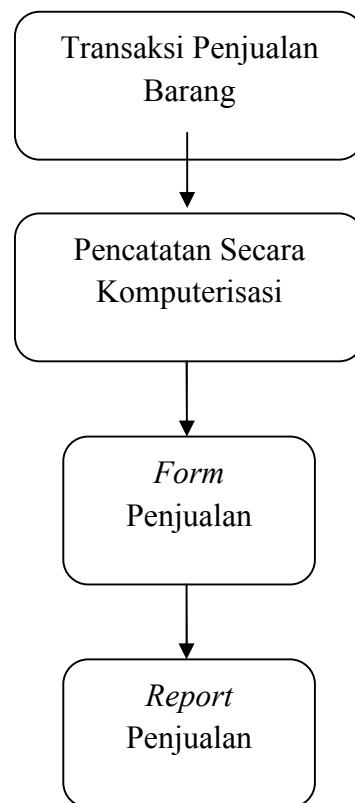 Transaksi Penjualan
Barang
Pencatatan Secara
Komputerisasi
Form
Penjualan
Report
Penjualan